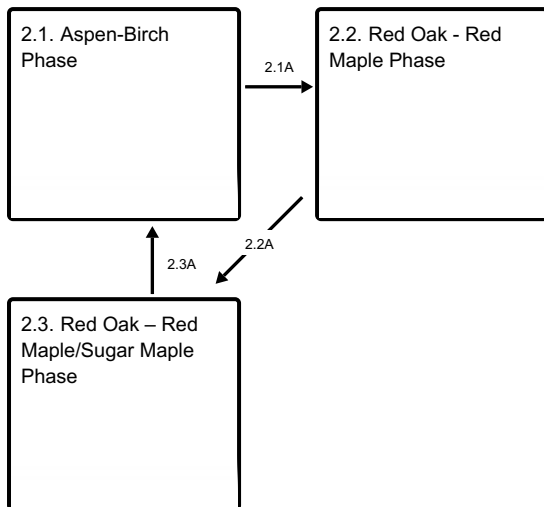 2.1. Aspen-Birch
Phase
2.1A
2.2. Red Oak - Red
Maple Phase
2.2A
2.3A
2.3. Red Oak – Red
Maple/Sugar Maple
Phase